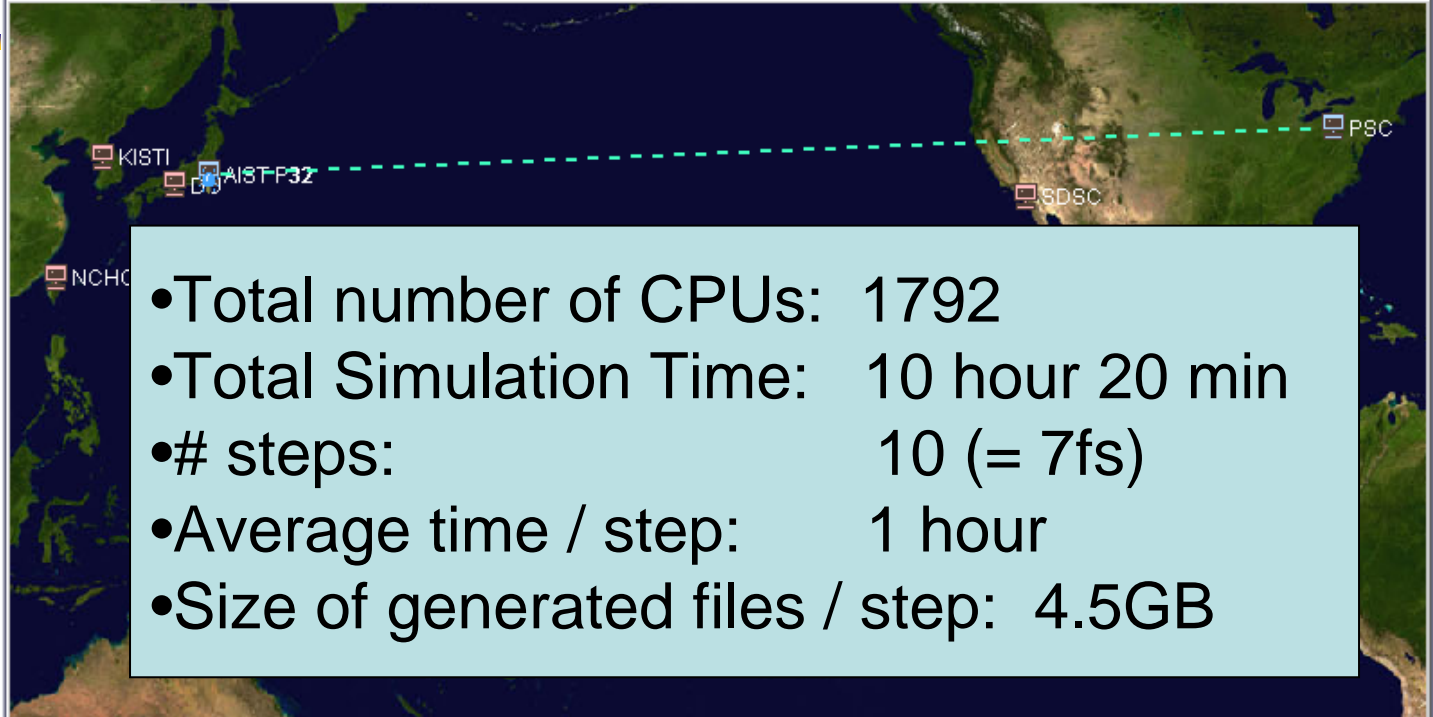 PSC
KISTI
AIST-P32
SDSC
•Total number of CPUs: 1792
•Total Simulation Time: 10 hour 20 min
•# steps: 10 (= 7fs)
•Average time / step: 1 hour
•Size of generated files / step: 4.5GB